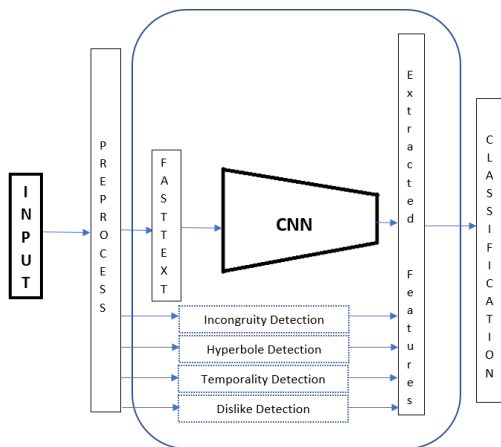 INPUT
PREPROCESS
FASTTEXT
CNN
Incongruity Detection
Hyperbole Detection
Temporality Detection
Dislike Detection
Extracted Features
CLASSIFICATION